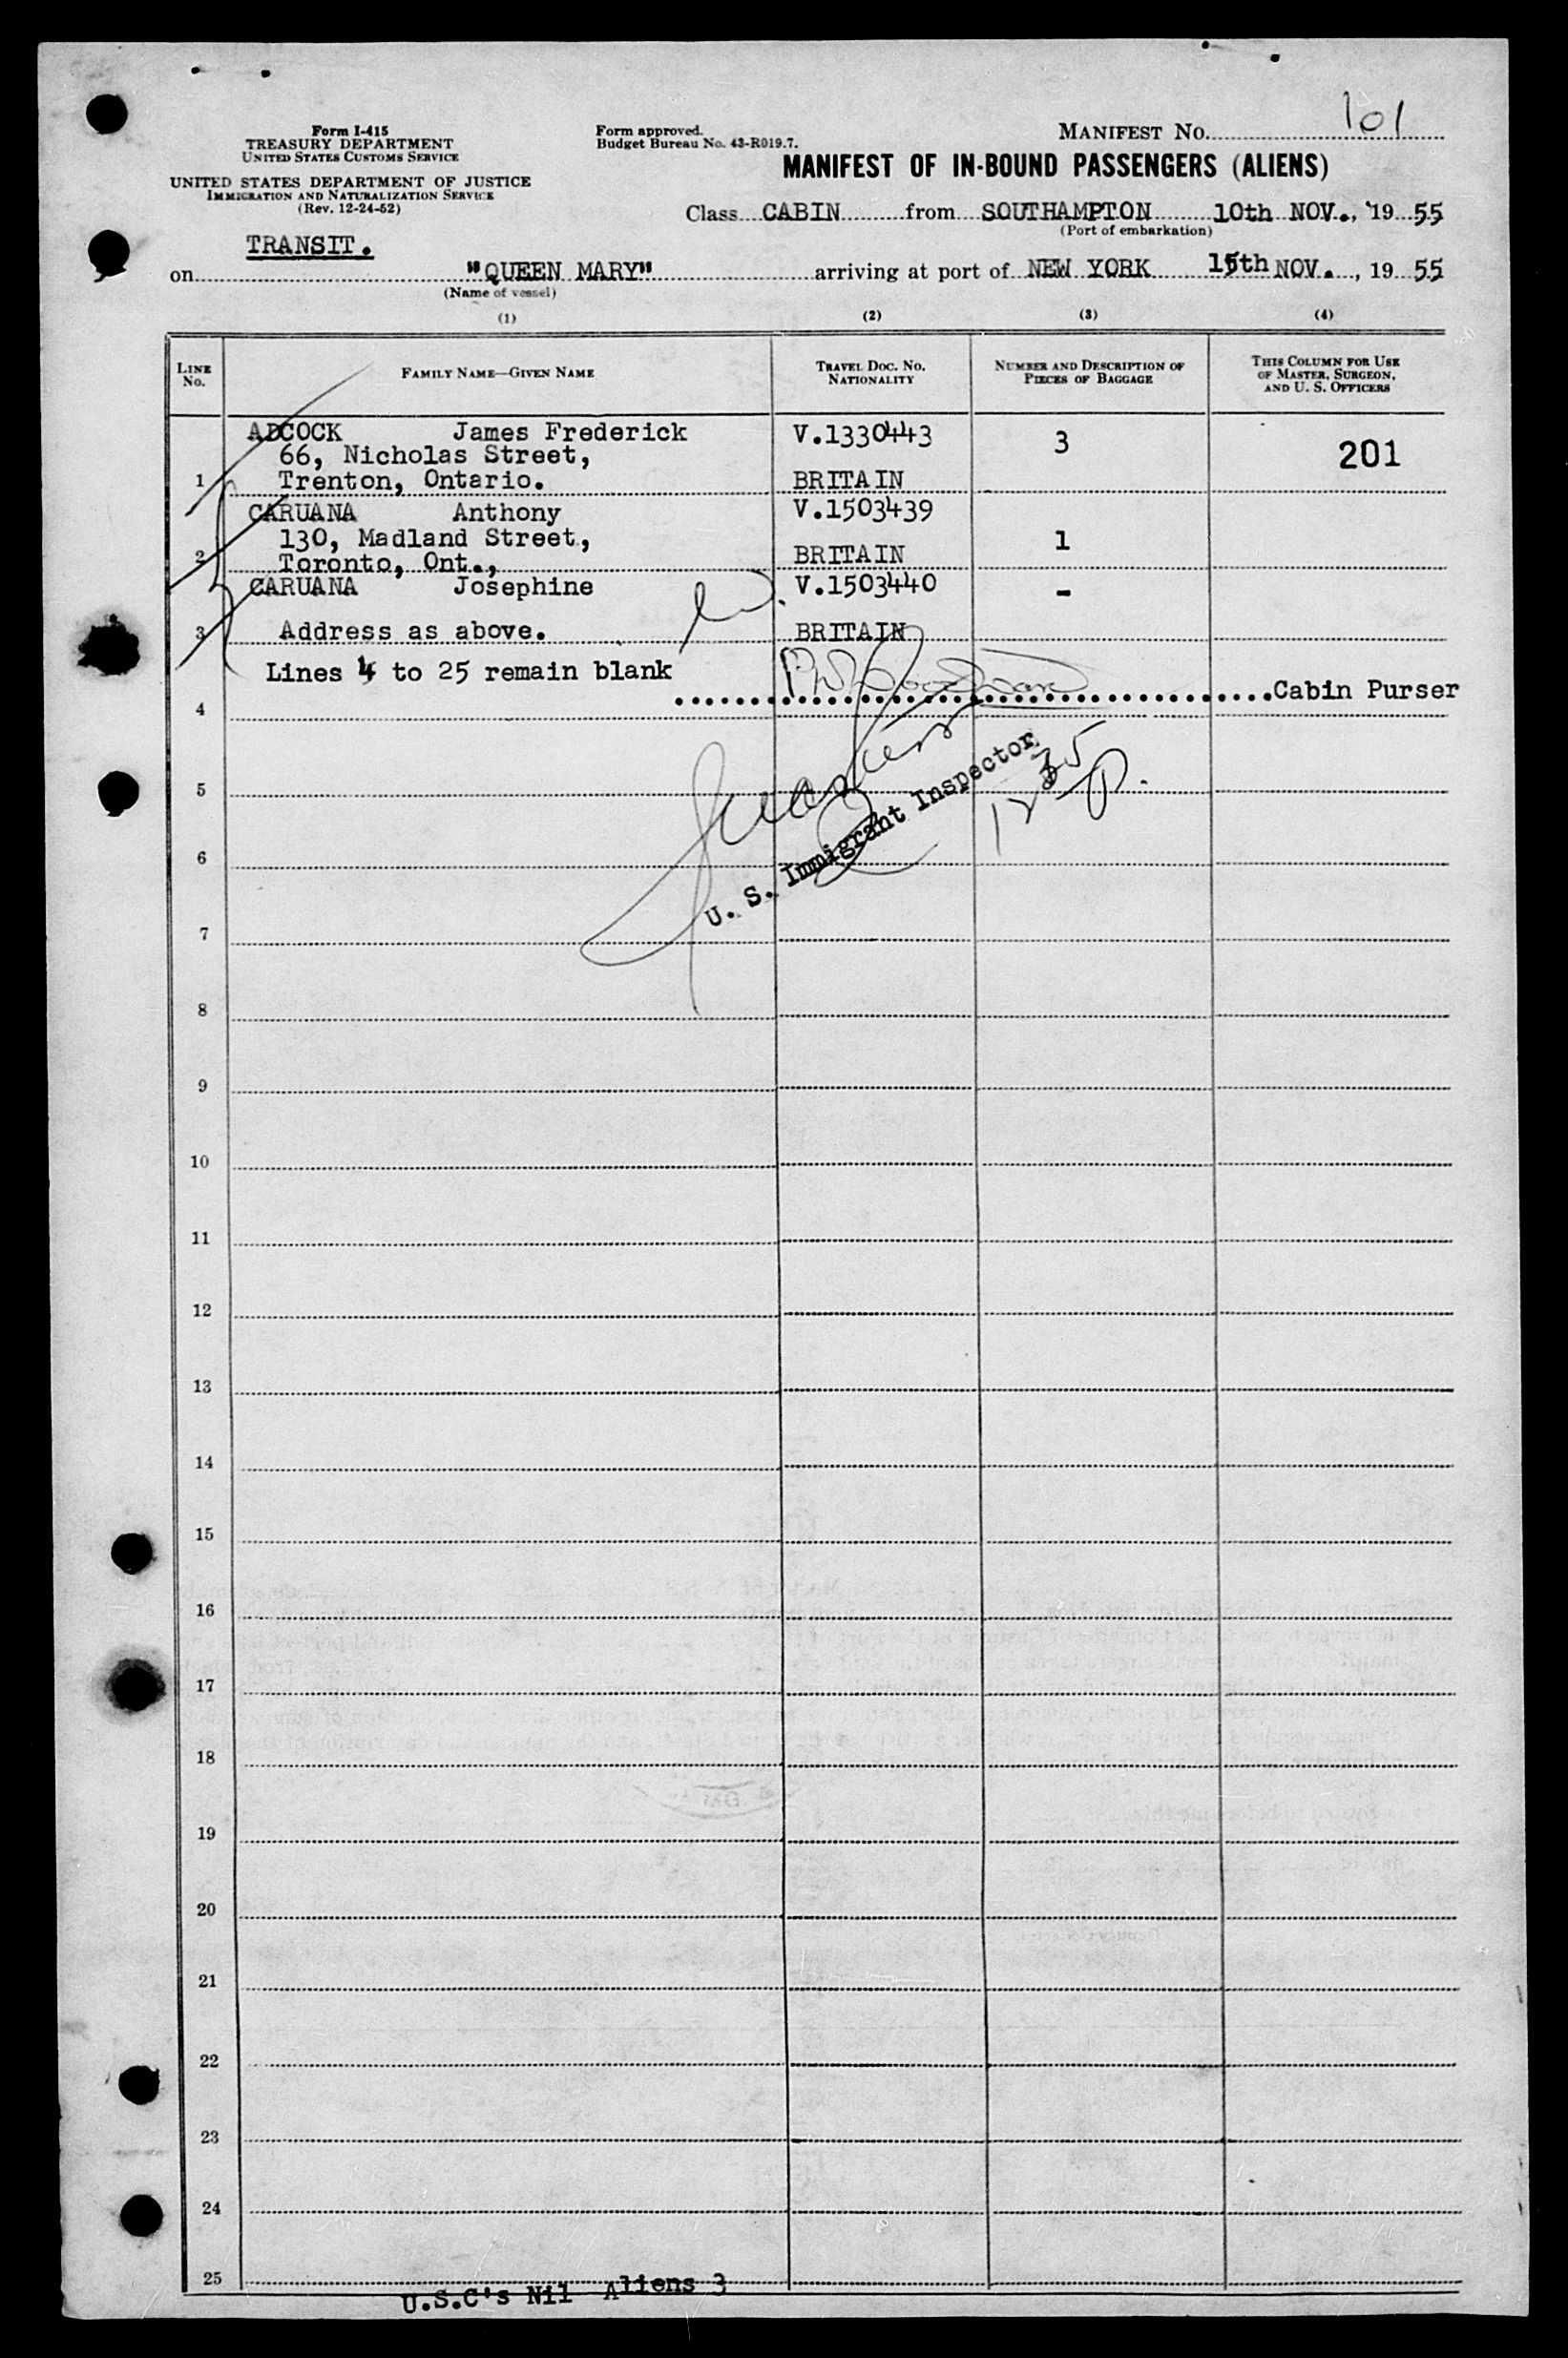 Form I-415
TREASURY DEPARTMENT
UNITED STATES CUSTOMS SERVICE
UNITED STATES DEPARTMENT OF JUSTICE
IMMIGRATION AND NATURALIZATION SERVICE
(Rev. 12-24-52)
Form approved.
Budget Bureau No. 43-R019.7.
MANIFEST NO. 101
MANIFEST OF IN-BOUND PASSENGERS (ALIENS)
Class CABIN from SOUTHAMPTON 10th NOV., 19 55
(Port of embarkation)
TRANSIT.
on "QUEEN MARY" arriving at port of NEW YORK 15th NOV., 19 55
(Name of vessel)
(1) (2) (3) (4)
LINE NO. FAMILY NAME—GIVEN NAME TRAVEL DOC. NO. NATIONALITY NUMBER AND DESCRIPTION OF PIECES OF BAGGAGE THIS COLUMN FOR USE OF MASTER, SURGEON, AND U. S. OFFICERS
ADCOCK James Frederick V.1330443 3 201
66, Nicholas Street,
1 Trenton, Ontario. BRITAIN
CARUANA Anthony V.1503439
130, Madland Street, 1
2 Toronto, Ont., BRITAIN
CARUANA Josephine V.1503440 -
3 Address as above. BRITAIN
Lines 4 to 25 remain blank
Cabin Purser
4
U. S. Immigrant Inspector
5
6
7
8
9
10
11
12
13
14
15
16
17
18
19
20
21
22
23
24
25
U.S.C's Nil Aliens 3